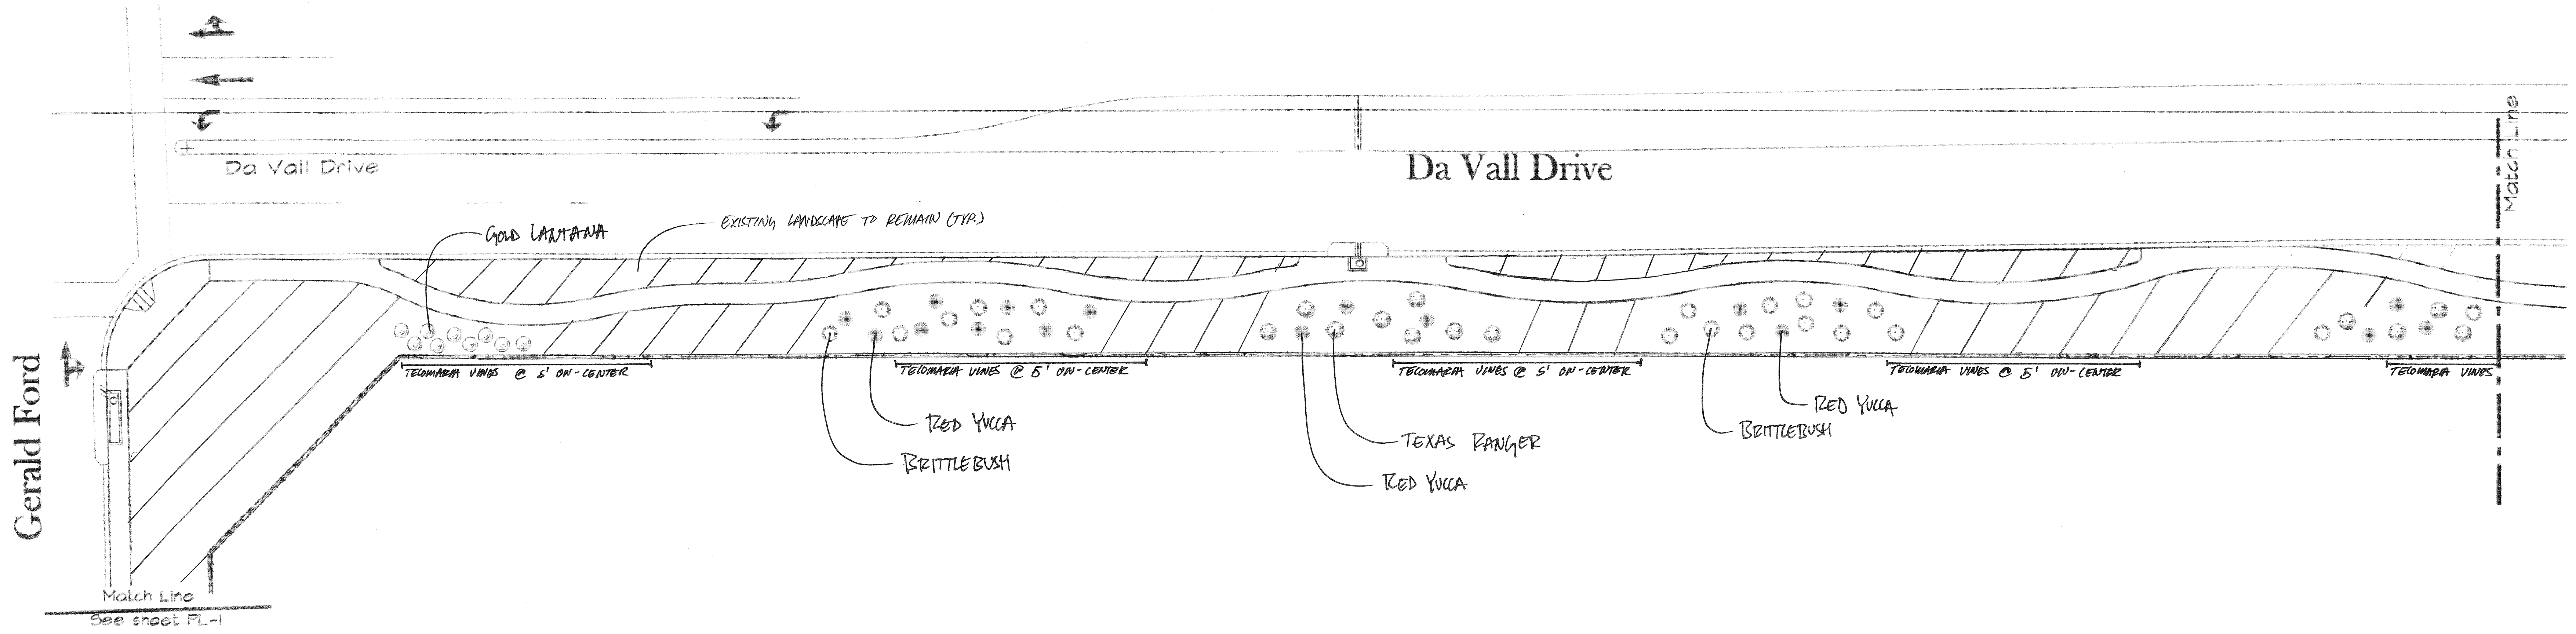 Da Vall Drive
Da Vall Drive
Match Line
GOLD LANTANA
EXISTING LANDSCAPE TO REMAIN (TYP.)
Gerald Ford
TECOMARIA VINES @ 5' ON-CENTER
TECOMARIA VINES @ 5' ON-CENTER
TECOMARIA VINES @ 5' ON-CENTER
TECOMARIA VINES @ 5' ON-CENTER
TECOMARIA VINES
RED YUCCA
BRITTLEBUSH
TEXAS RANGER
RED YUCCA
RED YUCCA
BRITTLEBUSH
Match Line
See sheet PL-1